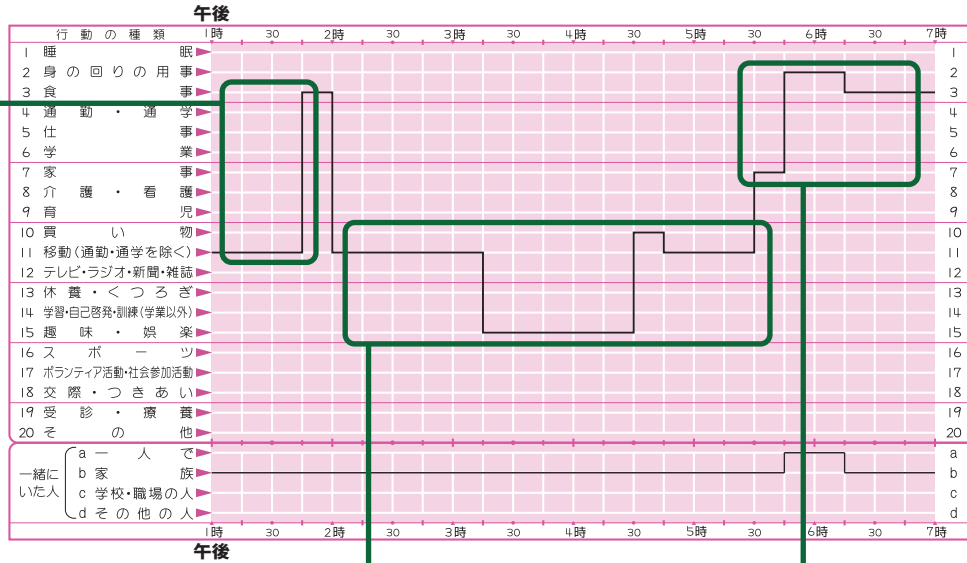 午後
行動の種類 1時 30 2時 30 3時 30 4時 30 5時 30 6時 30 7時
1 睡眠 1
2 身の回りの用事 2
3 食事 3
4 通勤・通学 4
5 仕事 5
6 学業 6
7 家事 7
8 介護・看護 8
9 育児 9
10 買い物 10
11 移動(通勤・通学を除く) 11
12 テレビ・ラジオ・新聞・雑誌 12
13 休養・くつろぎ 13
14 学習・自己啓発・訓練(学業以外) 14
15 趣味・娯楽 15
16 スポーツ 16
17 ボランティア活動・社会参加活動 17
18 交際・つきあい 18
19 受診・療養 19
20 その他 20
一緒にいた人
a 一人で a
b 家族 b
c 学校・職場の人 c
d その他の人 d
1時 30 2時 30 3時 30 4時 30 5時 30 6時 30 7時
午後